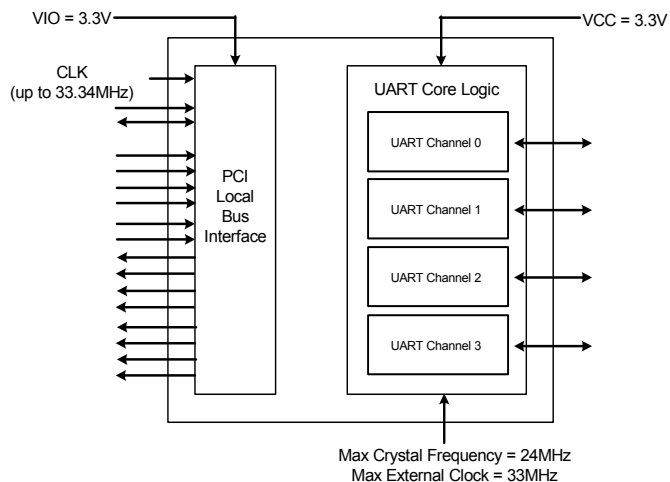 VIO = 3.3V
VCC = 3.3V
CLK
(up to 33.34MHz)
PCI
Local
Bus
Interface
UART Core Logic
UART Channel 0
UART Channel 1
UART Channel 2
UART Channel 3
Max Crystal Frequency = 24MHz
Max External Clock = 33MHz